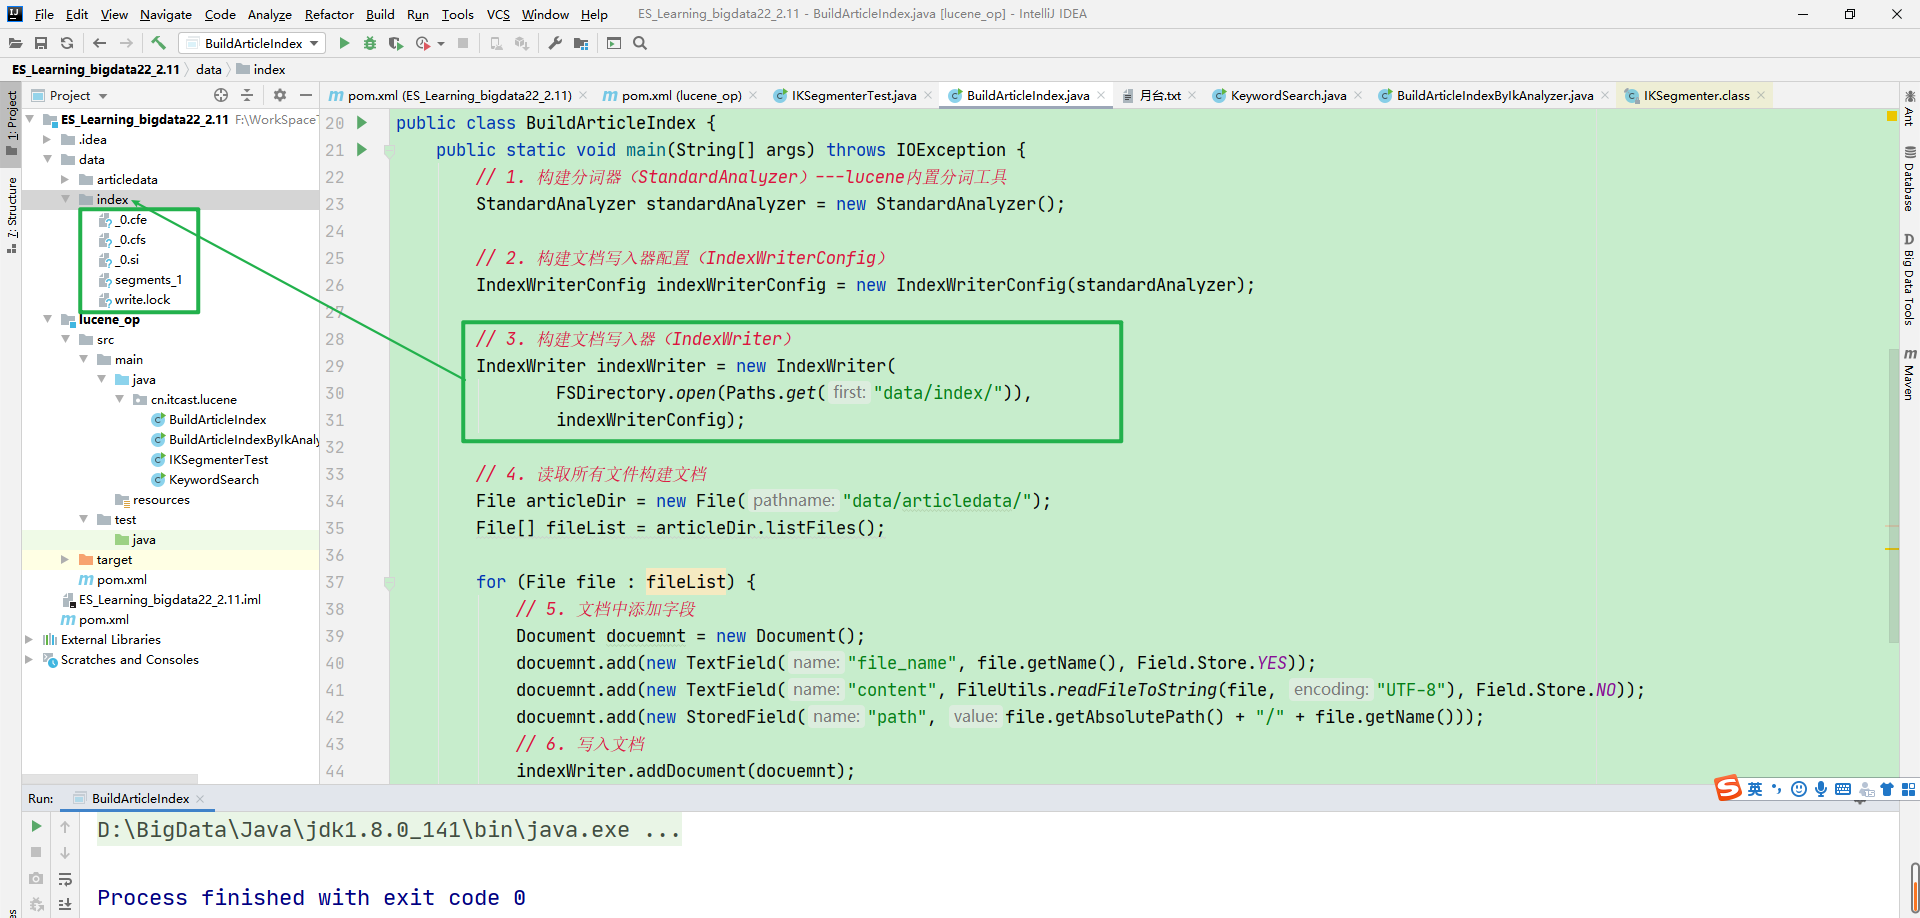 File Edit View Navigate Code Analyze Refactor Build Run Tools VCS Window Help ES_Learning_bigdata22_2.11 - BuildArticleIndex.java [lucene_op] - IntelliJ IDEA
BuildArticleIndex
ES_Learning_bigdata22_2.11 data index
1: Project
7: Structure
Project
ES_Learning_bigdata22_2.11 F:\WorkSpace
.idea
data
articledata
index
_0.cfe
_0.cfs
_0.si
segments_1
write.lock
lucene_op
src
main
java
cn.itcast.lucene
BuildArticleIndex
BuildArticleIndexByIkAnaly
IKSegmenterTest
KeywordSearch
resources
test
java
target
pom.xml
ES_Learning_bigdata22_2.11.iml
pom.xml
External Libraries
Scratches and Consoles
pom.xml (ES_Learning_bigdata22_2.11) pom.xml (lucene_op) IKSegmenterTest.java BuildArticleIndex.java 月台.txt KeywordSearch.java BuildArticleIndexByIkAnalyzer.java IKSegmenter.class
20 public class BuildArticleIndex {
21 public static void main(String[] args) throws IOException {
22 // 1. 构建分词器（StandardAnalyzer）---lucene内置分词工具
23 StandardAnalyzer standardAnalyzer = new StandardAnalyzer();
24
25 // 2. 构建文档写入器配置（IndexWriterConfig）
26 IndexWriterConfig indexWriterConfig = new IndexWriterConfig(standardAnalyzer);
27
28 // 3. 构建文档写入器（IndexWriter）
29 IndexWriter indexWriter = new IndexWriter(
30 FSDirectory.open(Paths.get( first: "data/index/")),
31 indexWriterConfig);
32
33 // 4. 读取所有文件构建文档
34 File articleDir = new File( pathname: "data/articledata/");
35 File[] fileList = articleDir.listFiles();
36
37 for (File file : fileList) {
38 // 5. 文档中添加字段
39 Document docuemnt = new Document();
40 docuemnt.add(new TextField( name: "file_name", file.getName(), Field.Store.YES));
41 docuemnt.add(new TextField( name: "content", FileUtils.readFileToString(file, encoding: "UTF-8"), Field.Store.NO));
42 docuemnt.add(new StoredField( name: "path", value: file.getAbsolutePath() + "/" + file.getName()));
43 // 6. 写入文档
44 indexWriter.addDocument(docuemnt);
Ant
Database
Big Data Tools
Maven
英
Run: BuildArticleIndex
D:\BigData\Java\jdk1.8.0_141\bin\java.exe ...
Process finished with exit code 0